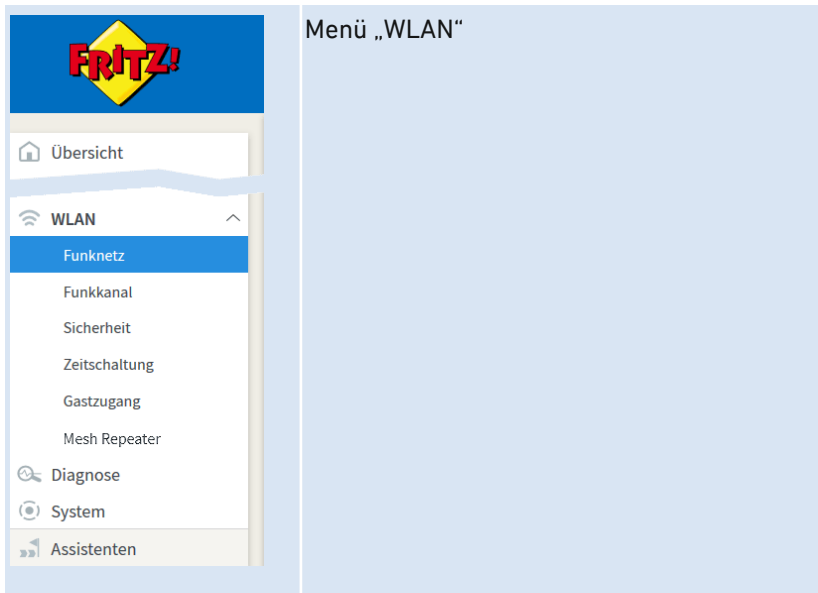 FRITZ!
Menü „WLAN“
Übersicht
WLAN
Funknetz
Funkkanal
Sicherheit
Zeitschaltung
Gastzugang
Mesh Repeater
Diagnose
System
Assistenten